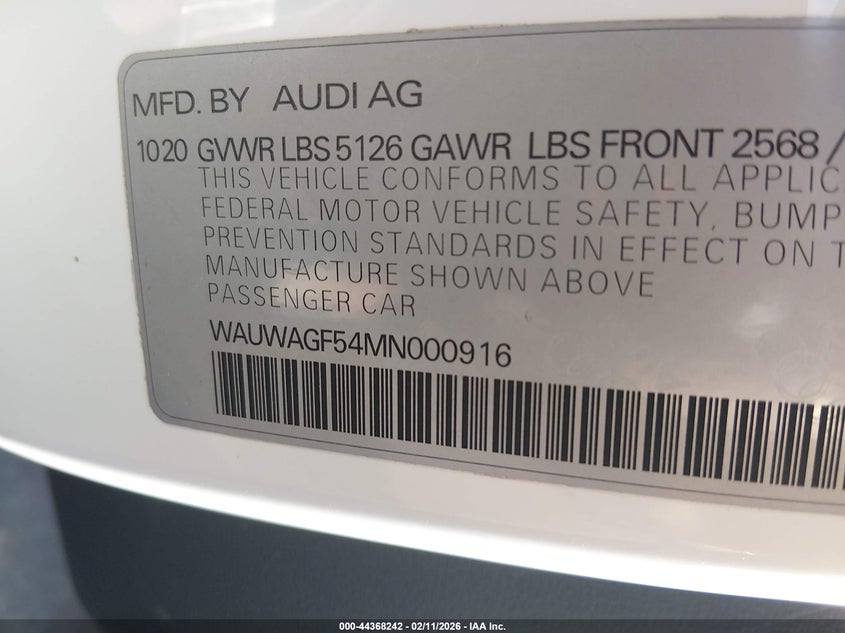 MFD. BY AUDI AG
1020 GVWR LBS 5126 GAWR LBS FRONT 2568 /
THIS VEHICLE CONFORMS TO ALL APPLIC
FEDERAL MOTOR VEHICLE SAFETY, BUMP
PREVENTION STANDARDS IN EFFECT ON T
MANUFACTURE SHOWN ABOVE
PASSENGER CAR
WAUWAGF54MN000916
000-44368242 - 02/11/2026 - IAA Inc.